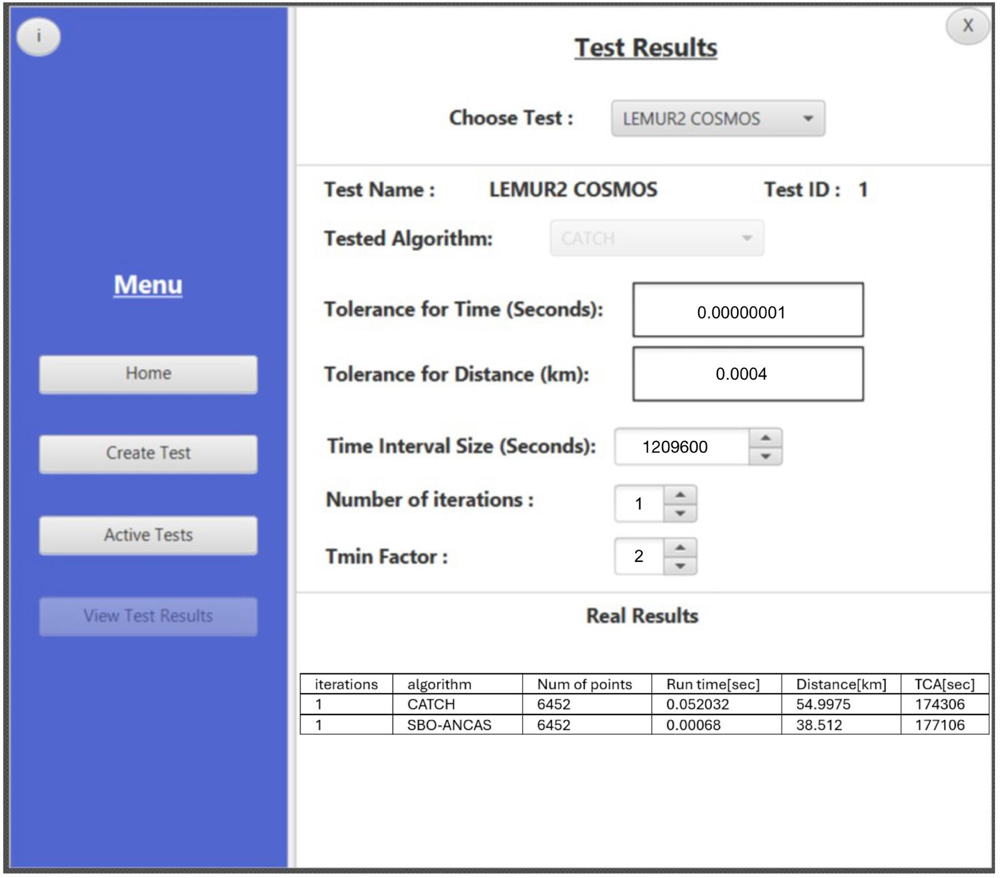 i
X
Menu
Home
Create Test
Active Tests
View Test Results
Test Results
Choose Test : LEMUR2 COSMOS
Test Name : LEMUR2 COSMOS Test ID : 1
Tested Algorithm: CATCH
Tolerance for Time (Seconds): 0.00000001
Tolerance for Distance (km): 0.0004
Time Interval Size (Seconds): 1209600
Number of iterations : 1
Tmin Factor : 2
Real Results
iterations algorithm Num of points Run time[sec] Distance[km] TCA[sec]
1 CATCH 6452 0.052032 54.9975 174306
1 SBO-ANCAS 6452 0.00068 38.512 177106